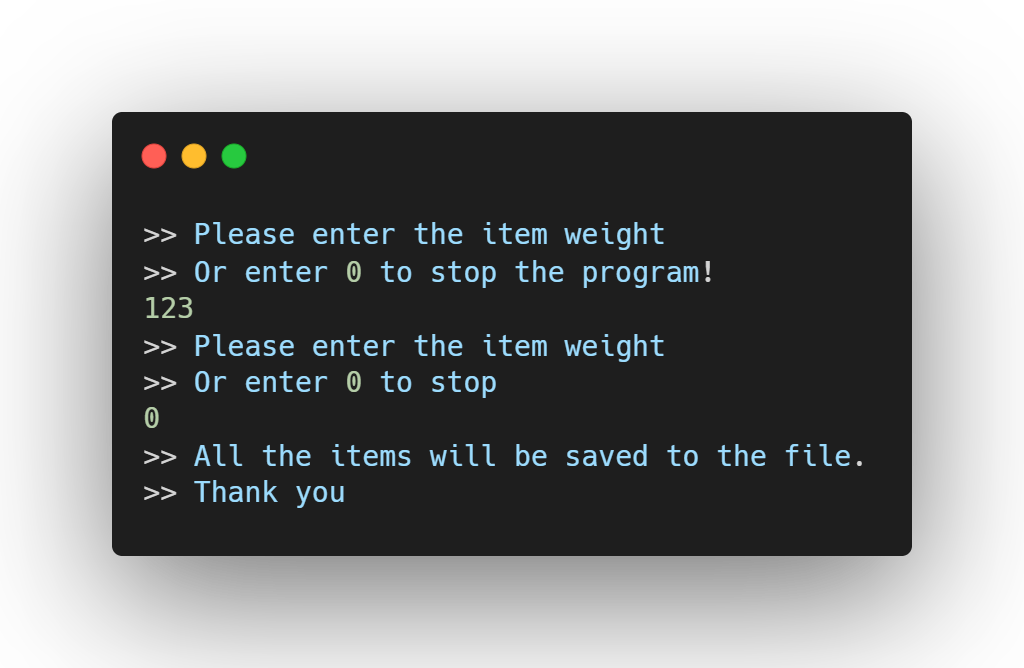 >> Please enter the item weight
>> Or enter 0 to stop the program!
123
>> Please enter the item weight
>> Or enter 0 to stop
0
>> All the items will be saved to the file.
>> Thank you